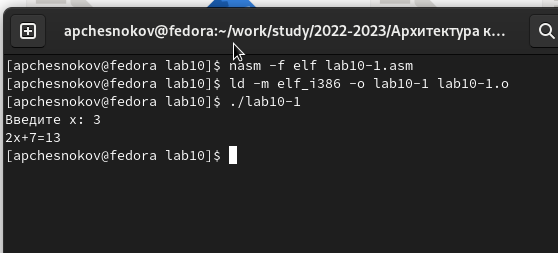 apchesnokov@fedora:~/work/study/2022-2023/Архитектура к...
[apchesnokov@fedora lab10]$ nasm -f elf lab10-1.asm
[apchesnokov@fedora lab10]$ ld -m elf_i386 -o lab10-1 lab10-1.o
[apchesnokov@fedora lab10]$ ./lab10-1
Введите x: 3
2x+7=13
[apchesnokov@fedora lab10]$